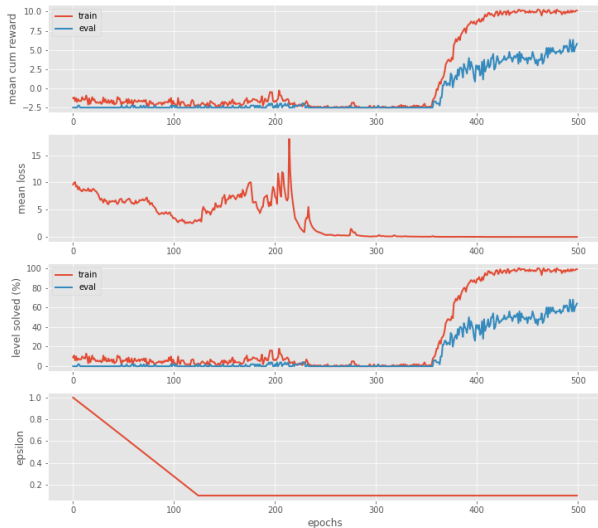 mean cum reward
10.0
7.5
5.0
2.5
0.0
−2.5
train
eval
0 100 200 300 400 500
mean loss
15
10
5
0
0 100 200 300 400 500
level solved (%)
100
80
60
40
20
0
train
eval
0 100 200 300 400 500
epsilon
1.0
0.8
0.6
0.4
0.2
0 100 200 300 400 500
epochs